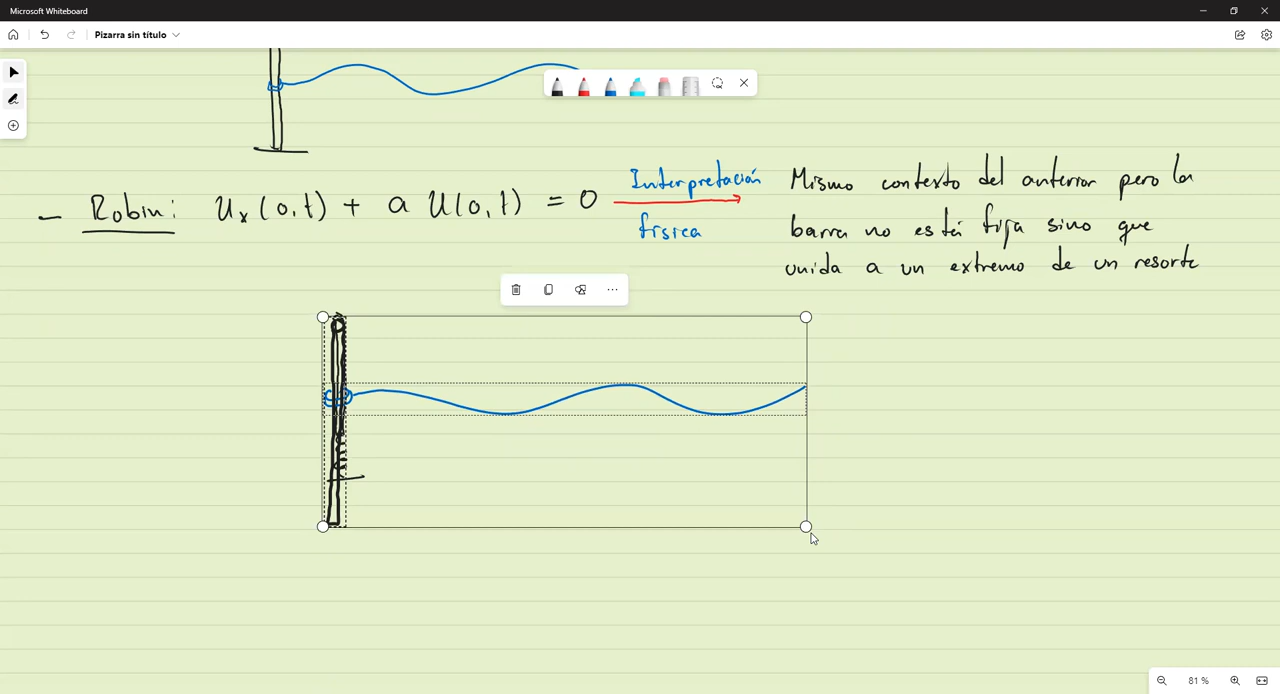 Microsoft Whiteboard
Pizarra sin título
- Robin: Ux(0,t) + a U(0,t) = 0
Interpretación
física
Mismo contexto del anterior pero la
barra no está fija sino que
unida a un extremo de un resorte
81 %